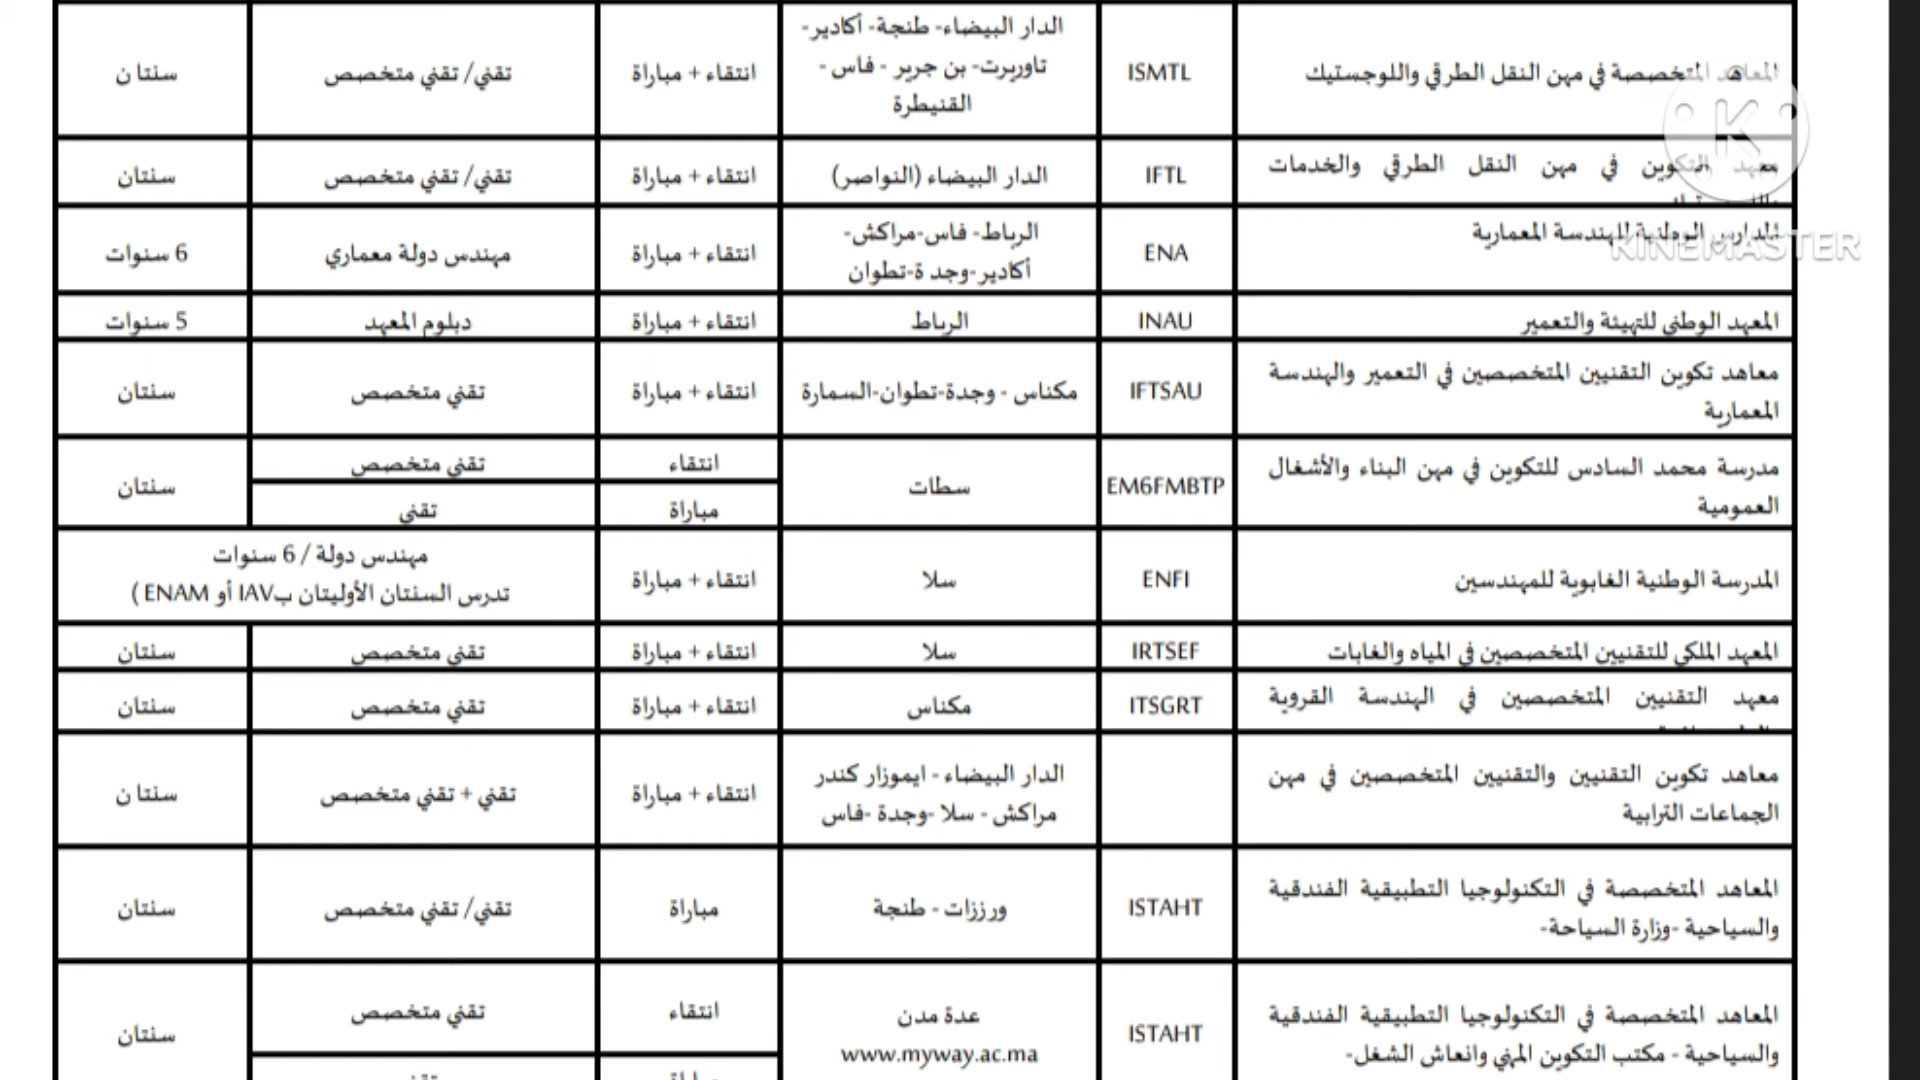 المعاهد المتخصصة في مهن النقل الطرقي واللوجستيك
ISMTL
الدار البيضاء- طنجة- أكادير-
تاوريرت- بن جرير - فاس -
القنيطرة
انتقاء + مباراة
تقني/ تقني متخصص
سنتا ن
معهد التكوين في مهن النقل الطرقي والخدمات
IFTL
الدار البيضاء (النواصر)
انتقاء + مباراة
تقني/ تقني متخصص
سنتان
المدارس الوطنية للهندسة المعمارية
ENA
الرباط- فاس-مراكش-
أكادير-وجد ة-تطوان
انتقاء + مباراة
مهندس دولة معماري
6 سنوات
KINEMASTER
المعهد الوطني للتهيئة والتعمير
INAU
الرباط
انتقاء + مباراة
دبلوم المعهد
5 سنوات
معاهد تكوين التقنيين المتخصصين في التعمير والهندسة
المعمارية
IFTSAU
مكناس - وجدة-تطوان-السمارة
انتقاء + مباراة
تقني متخصص
سنتان
مدرسة محمد السادس للتكوين في مهن البناء والأشغال
العمومية
EM6FMBTP
سطات
انتقاء
تقني متخصص
مباراة
تقني
سنتان
المدرسة الوطنية الغابوية للمهندسين
ENFI
سلا
انتقاء + مباراة
مهندس دولة / 6 سنوات
تدرس السنتان الأوليتان بIAV أو ENAM )
المعهد الملكي للتقنيين المتخصصين في المياه والغابات
IRTSEF
سلا
انتقاء + مباراة
تقني متخصص
سنتان
معهد التقنيين المتخصصين في الهندسة القروية
ITSGRT
مكناس
انتقاء + مباراة
تقني متخصص
سنتان
معاهد تكوين التقنيين والتقنيين المتخصصين في مهن
الجماعات الترابية
الدار البيضاء - ايموزار كندر
مراكش - سلا -وجدة -فاس
انتقاء + مباراة
تقني + تقني متخصص
سنتا ن
المعاهد المتخصصة في التكنولوجيا التطبيقية الفندقية
والسياحية -وزارة السياحة-
ISTAHT
ورززات - طنجة
مباراة
تقني/ تقني متخصص
سنتان
المعاهد المتخصصة في التكنولوجيا التطبيقية الفندقية
والسياحية - مكتب التكوين المهني وانعاش الشغل-
ISTAHT
عدة مدن
www.myway.ac.ma
انتقاء
تقني متخصص
سنتان